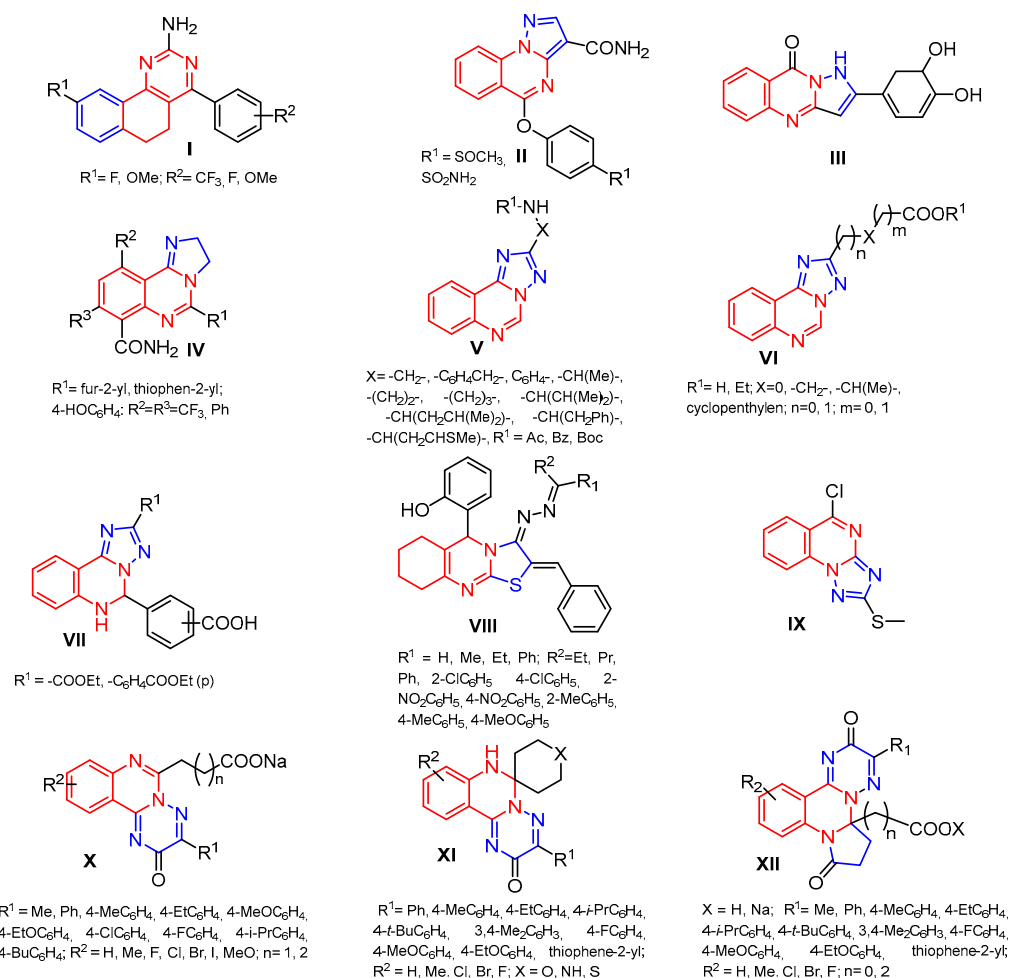 NH₂
N N
R¹
R²
I
R¹= F, OMe; R²= CF₃, F, OMe
N
N
CONH₂
N
O
R¹
II
R¹= SOCH₃,
SO₂NH₂
O
H
N
N
N
OH
OH
III
R²
N
N
N
R³
R¹
CONH₂
IV
R¹= fur-2-yl, thiophen-2-yl;
4-HOC₆H₄: R²=R³=CF₃, Ph
R¹-NH
X
N
N
N
N
V
X= -CH₂-, -C₆H₄CH₂-, C₆H₄-, -CH(Me)-,
-(CH₂)₂-, -(CH₂)₃-, -CH(CH(Me)₂)-,
-CH(CH₂CH(Me)₂)-, -CH(CH₂Ph)-,
-CH(CH₂CHSMe)-, R¹ = Ac, Bz, Boc
COOR¹
( )m
X
( )n
N
N
N
N
VI
R¹= H, Et; X=0, -CH₂-, -CH(Me)-,
cyclopenthylen; n=0, 1; m= 0, 1
R¹
N
N
N
N
H
COOH
VII
R¹ = -COOEt, -C₆H₄COOEt (p)
R²
R₁
HO
N-N
N
N
S
VIII
R¹ = H, Me, Et, Ph; R²=Et, Pr,
Ph, 2-ClC₆H₅ 4-ClC₆H₅, 2-
NO₂C₆H₅, 4-NO₂C₆H₅, 2-MeC₆H₅,
4-MeC₆H₅, 4-MeOC₆H₅
Cl
N
N
N
N
S
IX
N
COONa
( )n
R²
N
N
N
R¹
O
X
R¹ = Me, Ph, 4-MeC₆H₄, 4-EtC₆H₄, 4-MeOC₆H₄,
4-EtOC₆H₄, 4-ClC₆H₄, 4-FC₆H₄, 4-i-PrC₆H₄,
4-BuC₆H₄; R² = H, Me, F, Cl, Br, I, MeO; n= 1, 2
R²
H
N
X
N
N
N
R¹
O
XI
R¹= Ph, 4-MeC₆H₄, 4-EtC₆H₄, 4-i-PrC₆H₄,
4-t-BuC₆H₄, 3,4-Me₂C₆H₃, 4-FC₆H₄,
4-MeOC₆H₄, 4-EtOC₆H₄, thiophene-2-yl;
R² = H, Me, Cl, Br, F; X = O, NH, S
O
R₁
N
N
R₂
N
( )n
COOX
N
O
XII
X = H, Na; R¹= Me, Ph, 4-MeC₆H₄, 4-EtC₆H₄,
4-i-PrC₆H₄, 4-t-BuC₆H₄, 3,4-Me₂C₆H₃, 4-FC₆H₄,
4-MeOC₆H₄, 4-EtOC₆H₄, thiophene-2-yl;
R² = H, Me, Cl, Br, F; n= 0, 2